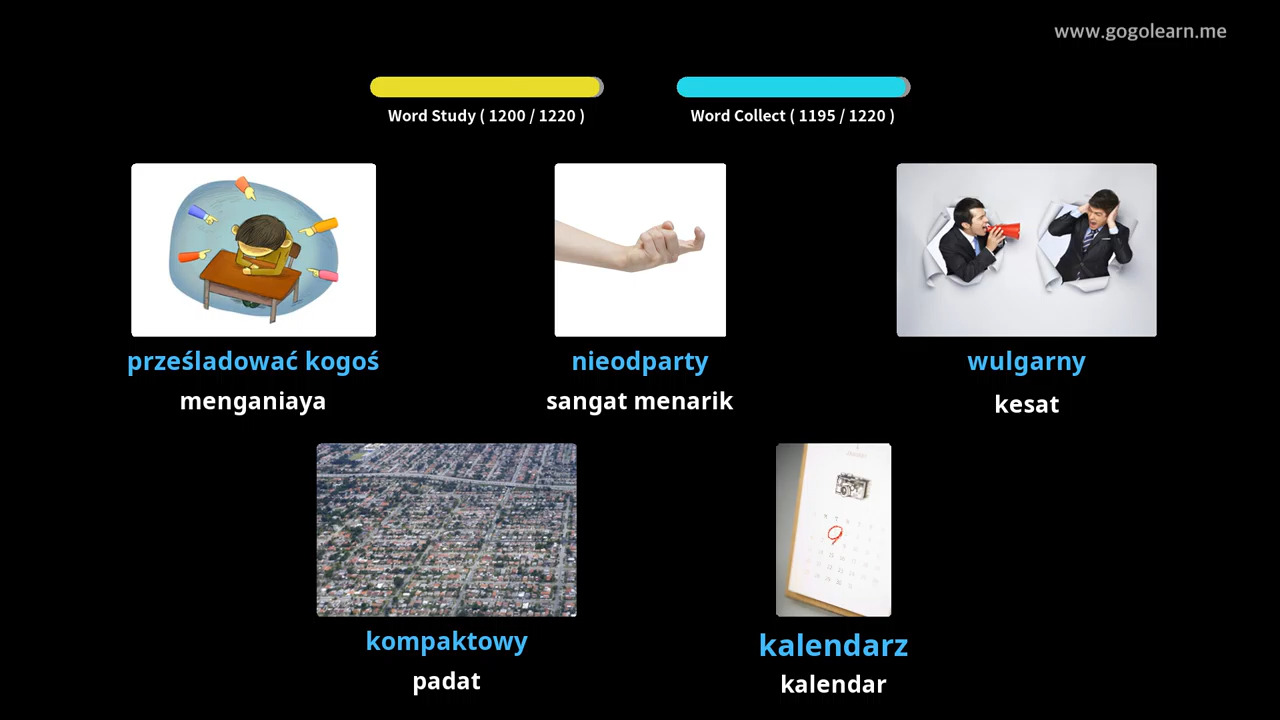 www.gogolearn.me
Word Study ( 1200 / 1220 )
Word Collect ( 1195 / 1220 )
prześladować kogoś
nieodparty
wulgarny
menganiaya
sangat menarik
kesat
kompaktowy
kalendarz
padat
kalendar